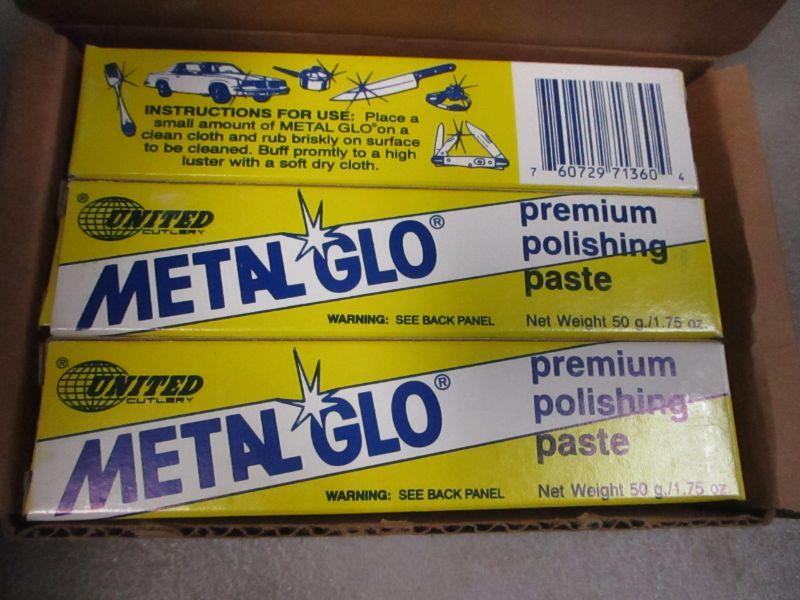 INSTRUCTIONS FOR USE: Place a
small amount of METAL GLO® on a
clean cloth and rub briskly on surface
to be cleaned. Buff promtly to a high
luster with a soft dry cloth.
7 60729 71360 4
® UNITED
CUTLERY
METAL GLO®
premium
polishing
paste
WARNING: SEE BACK PANEL
Net Weight 50 g./1.75 oz.
® UNITED
CUTLERY
METAL GLO®
premium
polishing
paste
WARNING: SEE BACK PANEL
Net Weight 50 g./1.75 oz.